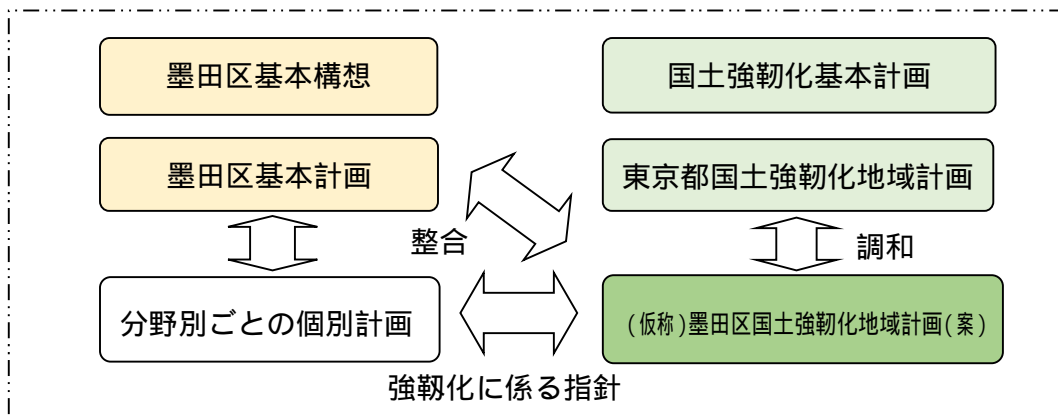 墨田区基本構想
国土強靭化基本計画
墨田区基本計画
東京都国土強靭化地域計画
整合
調和
分野別ごとの個別計画
(仮称)墨田区国土強靭化地域計画(案)
強靱化に係る指針